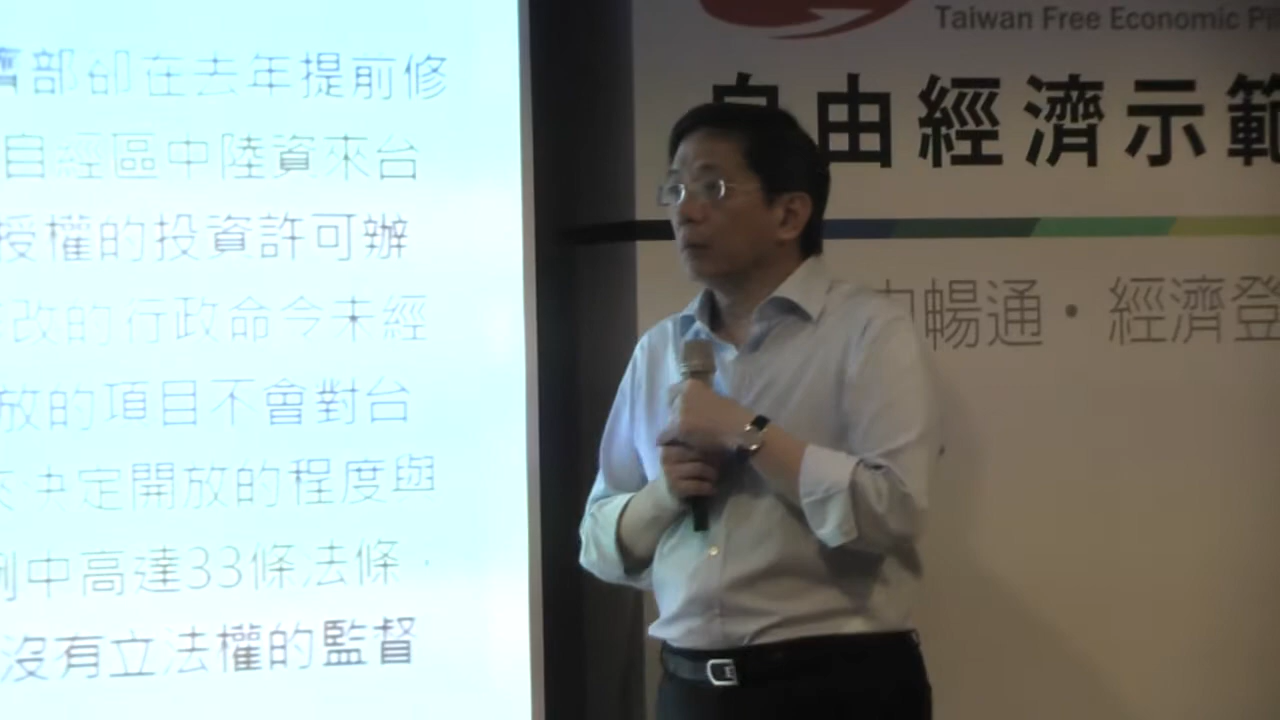 濟部卻在去年提前修
自經區中陸資來台
授權的投資許可辦
改的行政命令未經
放的項目不會對台
來決定開放的程度與
例中高達33條法條
沒有立法權的監督
Taiwan Free Economic
自由經濟示範
由暢通・經濟登